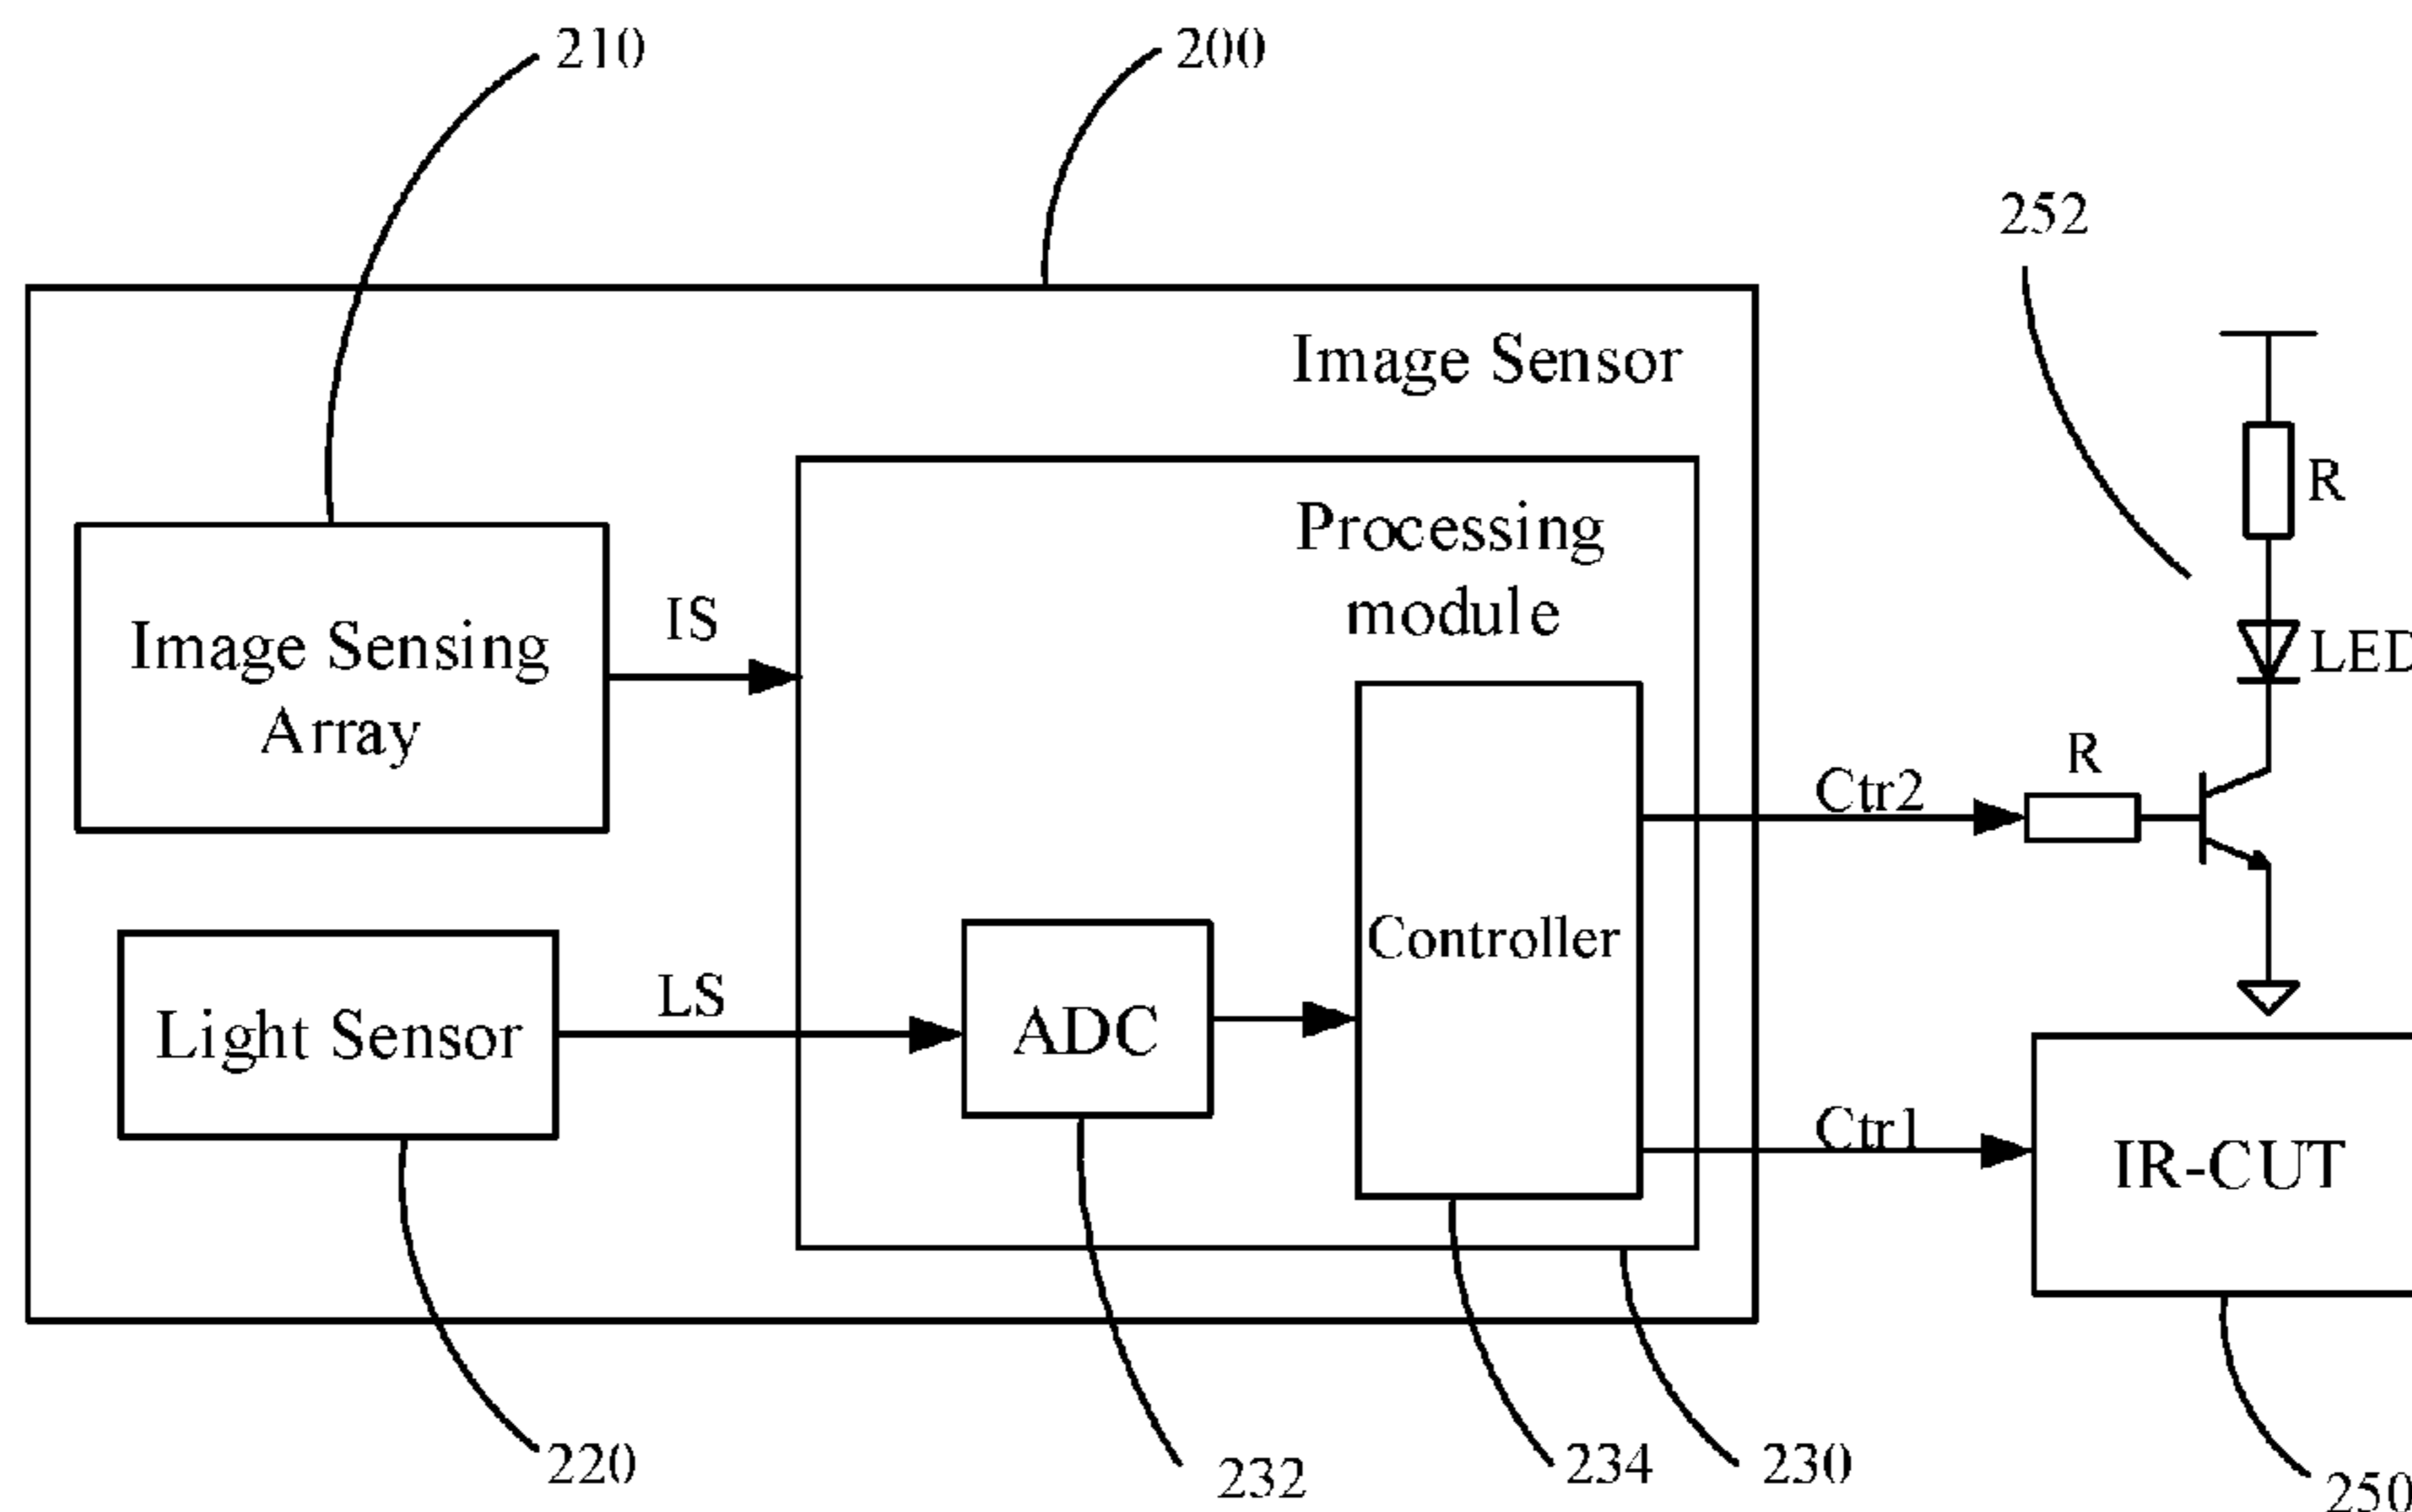 210
200
252
Image Sensor
R
Processing
module
Image Sensing
Array
IS
LED
R
Ctr2
Controller
Light Sensor
LS
ADC
Ctr1
IR-CUT
220
232
234
230
250